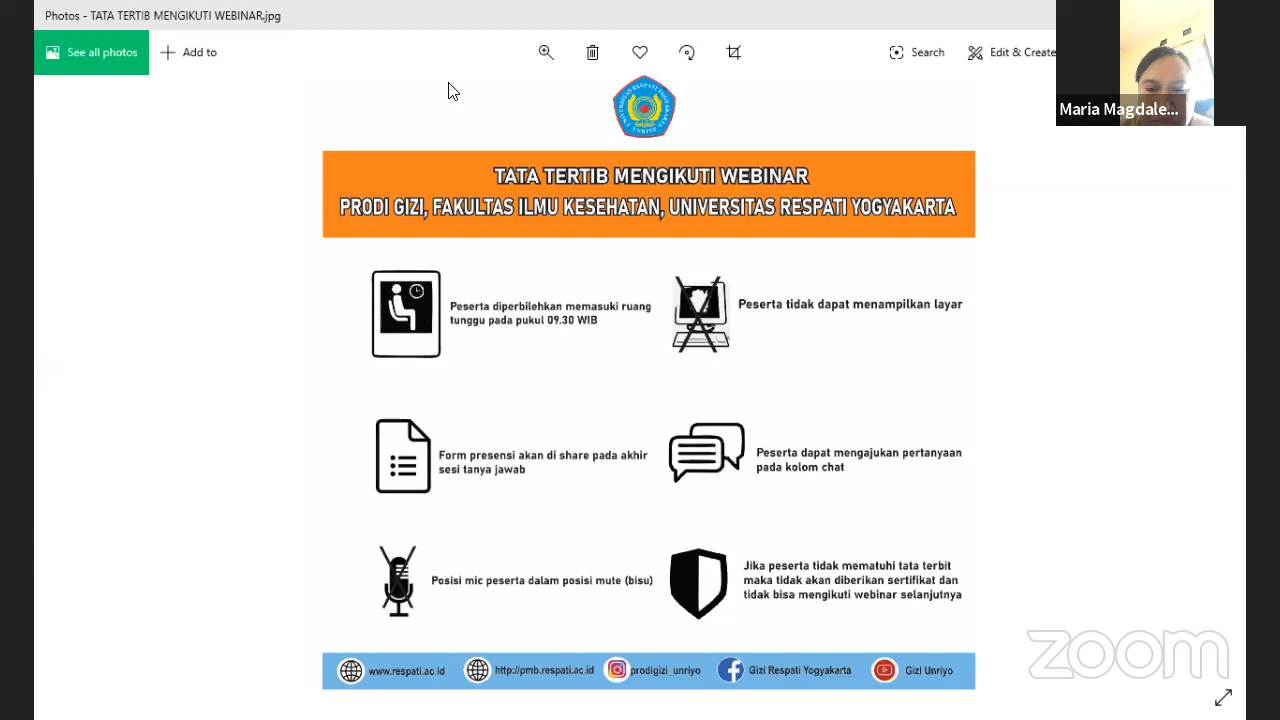 Photos - TATA TERTIB MENGIKUTI WEBINAR.jpg
See all photos
Add to
Search
Edit & Create
Maria Magdale...
UNIVERSITAS RESPATI YOGYAKARTA
UNRIYO
TATA TERTIB MENGIKUTI WEBINAR
PRODI GIZI, FAKULTAS ILMU KESEHATAN, UNIVERSITAS RESPATI YOGYAKARTA
Peserta diperbilehkan memasuki ruang
tunggu pada pukul 09.30 WIB
Peserta tidak dapat menampilkan layar
Form presensi akan di share pada akhir
sesi tanya jawab
Peserta dapat mengajukan pertanyaan
pada kolom chat
Posisi mic peserta dalam posisi mute (bisu)
Jika peserta tidak mematuhi tata terbit
maka tidak akan diberikan sertifikat dan
tidak bisa mengikuti webinar selanjutnya
www.respati.ac.id
http://pmb.respati.ac.id
prodigizi_unriyo
Gizi Respati Yogyakarta
Gizi Unriyo
zoom